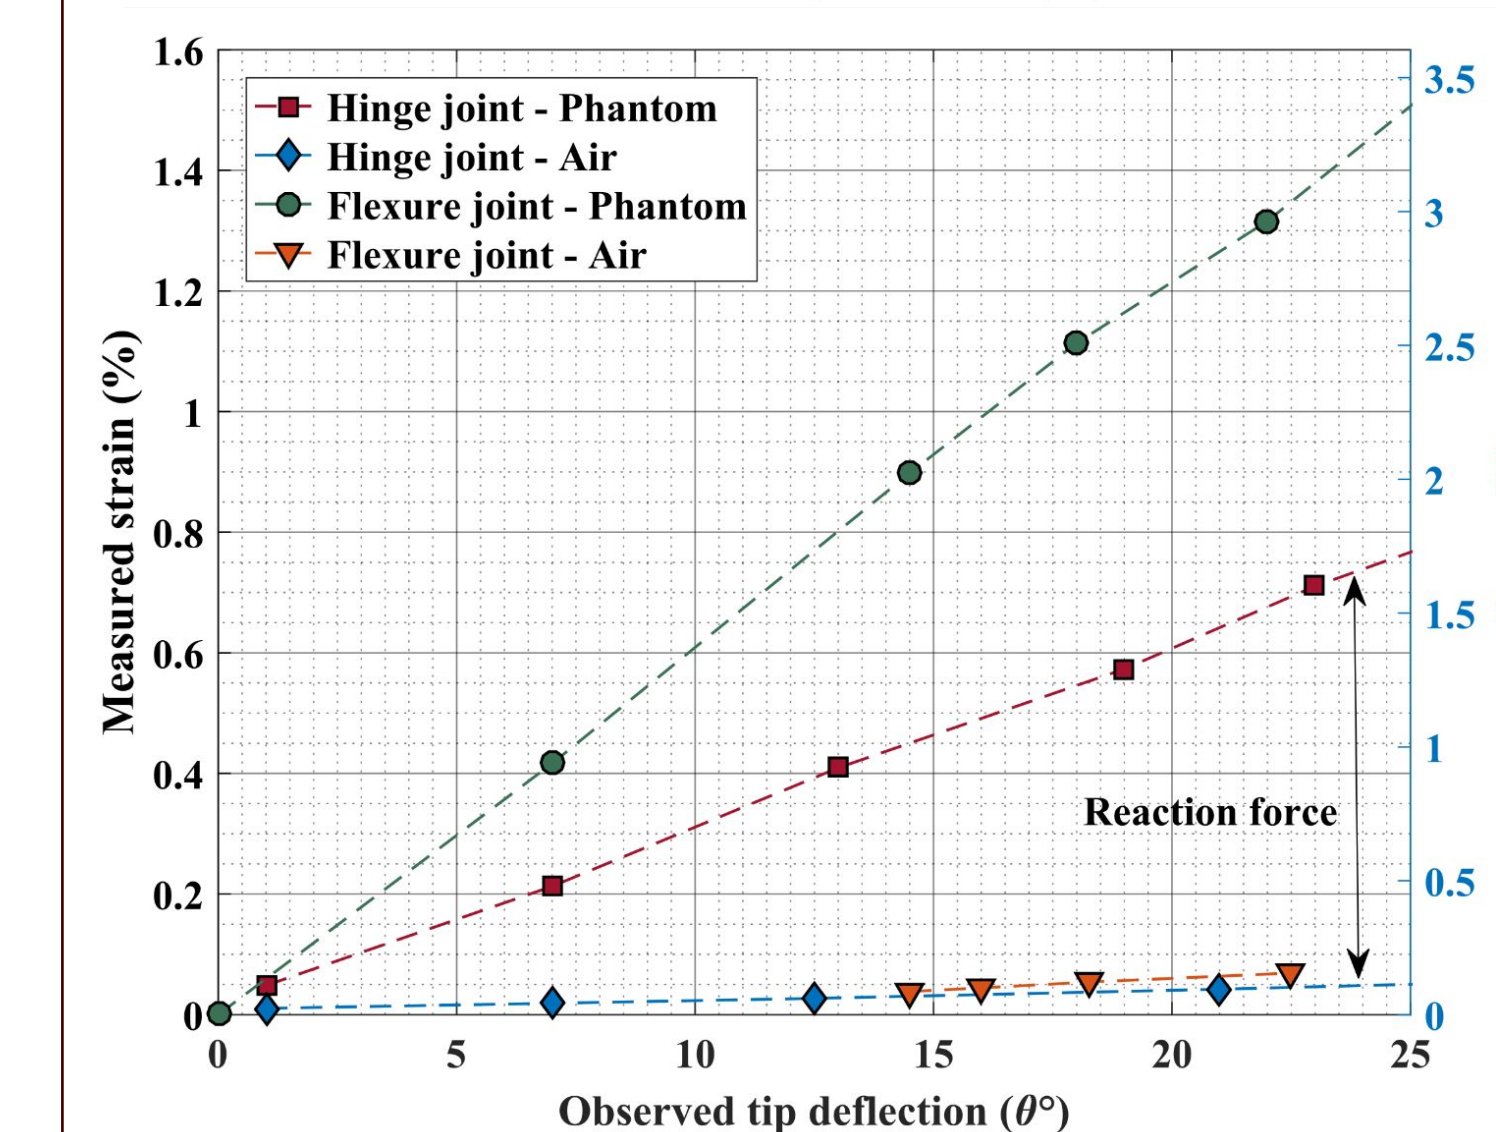 1.6
1.4
1.2
1
0.8
0.6
0.4
0.2
0
Measured strain (%)
Hinge joint - Phantom
Hinge joint - Air
Flexure joint - Phantom
Flexure joint - Air
Reaction force
3.5
3
2.5
2
1.5
1
0.5
0
0 5 10 15 20 25
Observed tip deflection (θ°)